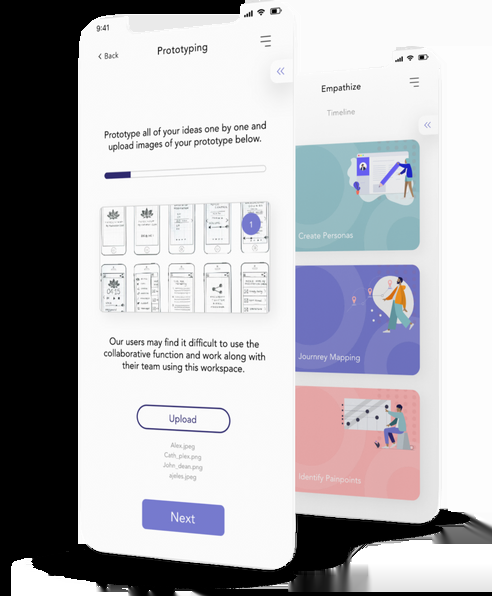 9:41
Back
Prototyping
Prototype all of your ideas one by one and
upload images of your prototype below.
1
Our users may find it difficult to use the
collaborative function and work along with
their team using this workspace.
Upload
Alex.jpeg
Cath_plex.png
John_dean.png
ajeles.jpeg
Next
Empathize
Timeline
Create Personas
Journrey Mapping
Identify Painpoints